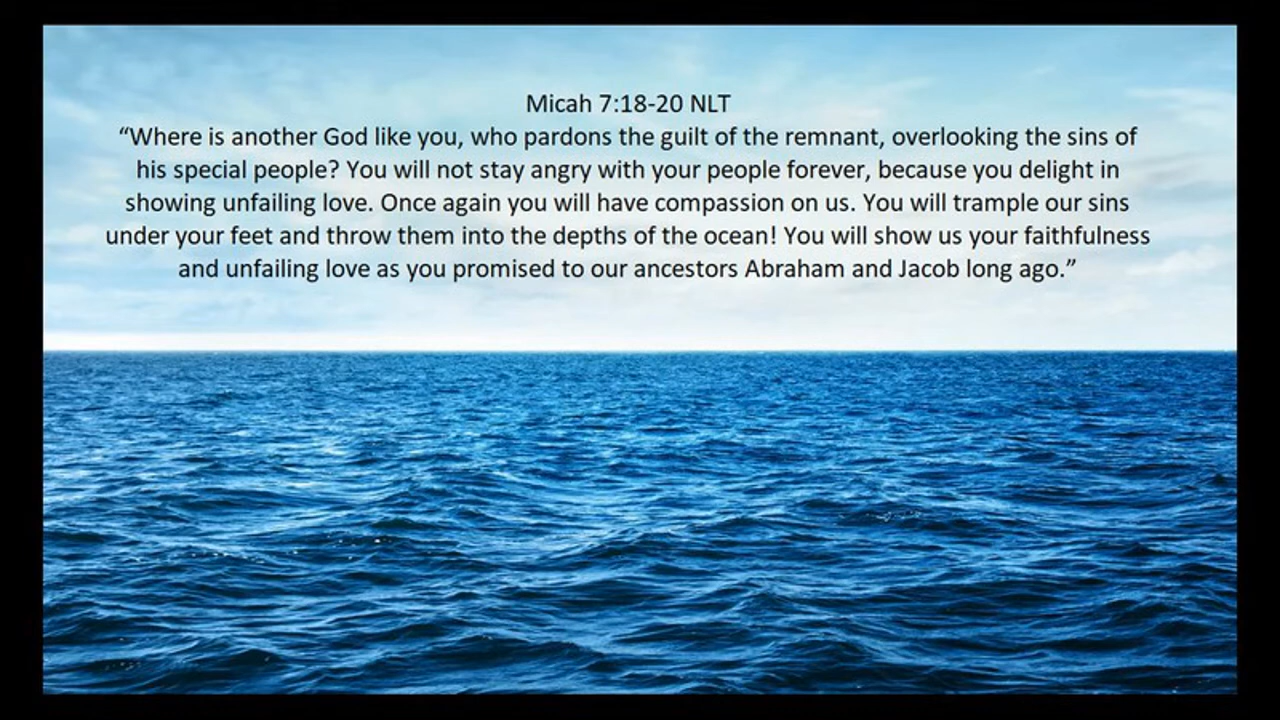 Micah 7:18-20 NLT
“Where is another God like you, who pardons the guilt of the remnant, overlooking the sins of
his special people? You will not stay angry with your people forever, because you delight in
showing unfailing love. Once again you will have compassion on us. You will trample our sins
under your feet and throw them into the depths of the ocean! You will show us your faithfulness
and unfailing love as you promised to our ancestors Abraham and Jacob long ago.”